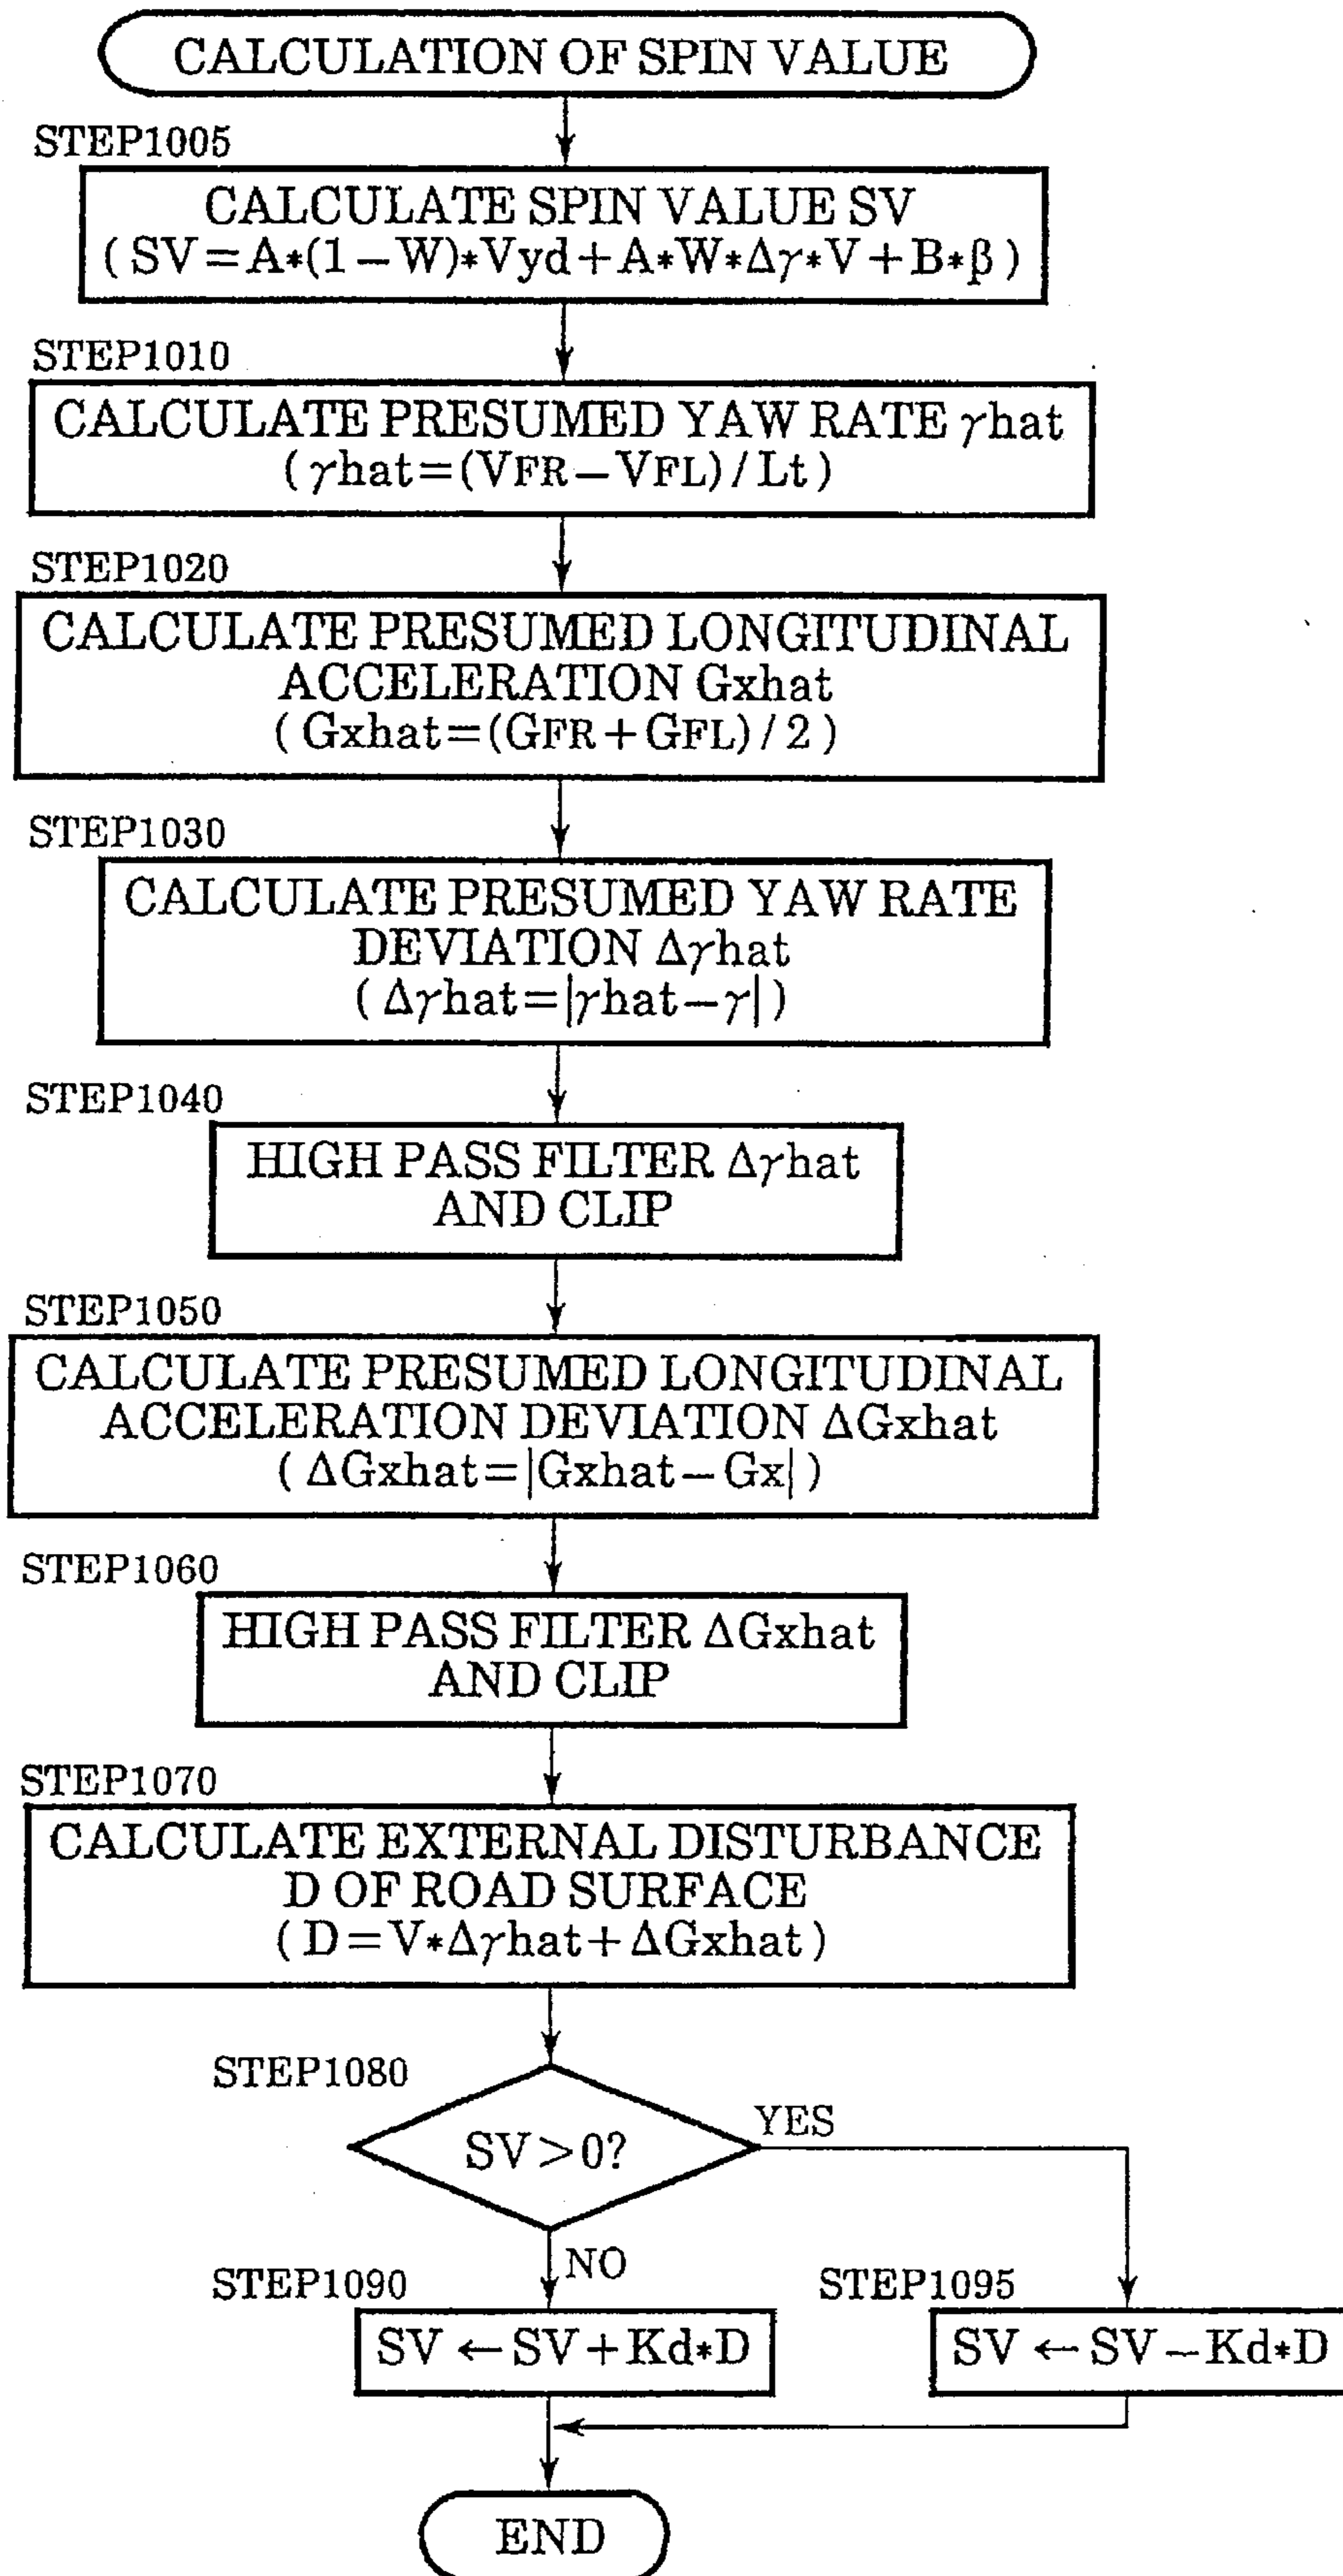 CALCULATION OF SPIN VALUE
STEP1005
CALCULATE SPIN VALUE SV
(SV=A*(1-W)*Vyd+A*W*Δγ*V+B*β)
STEP1010
CALCULATE PRESUMED YAW RATE γhat
(γhat=(VFR-VFL)/Lt)
STEP1020
CALCULATE PRESUMED LONGITUDINAL
ACCELERATION Gxhat
(Gxhat=(GFR+GFL)/2)
STEP1030
CALCULATE PRESUMED YAW RATE
DEVIATION Δγhat
(Δγhat=|γhat-γ|)
STEP1040
HIGH PASS FILTER Δγhat
AND CLIP
STEP1050
CALCULATE PRESUMED LONGITUDINAL
ACCELERATION DEVIATION ΔGxhat
(ΔGxhat=|Gxhat-Gx|)
STEP1060
HIGH PASS FILTER ΔGxhat
AND CLIP
STEP1070
CALCULATE EXTERNAL DISTURBANCE
D OF ROAD SURFACE
(D=V*Δγhat+ΔGxhat)
STEP1080
SV>0?
YES
NO
STEP1090
SV←SV+Kd*D
STEP1095
SV←SV-Kd*D
END